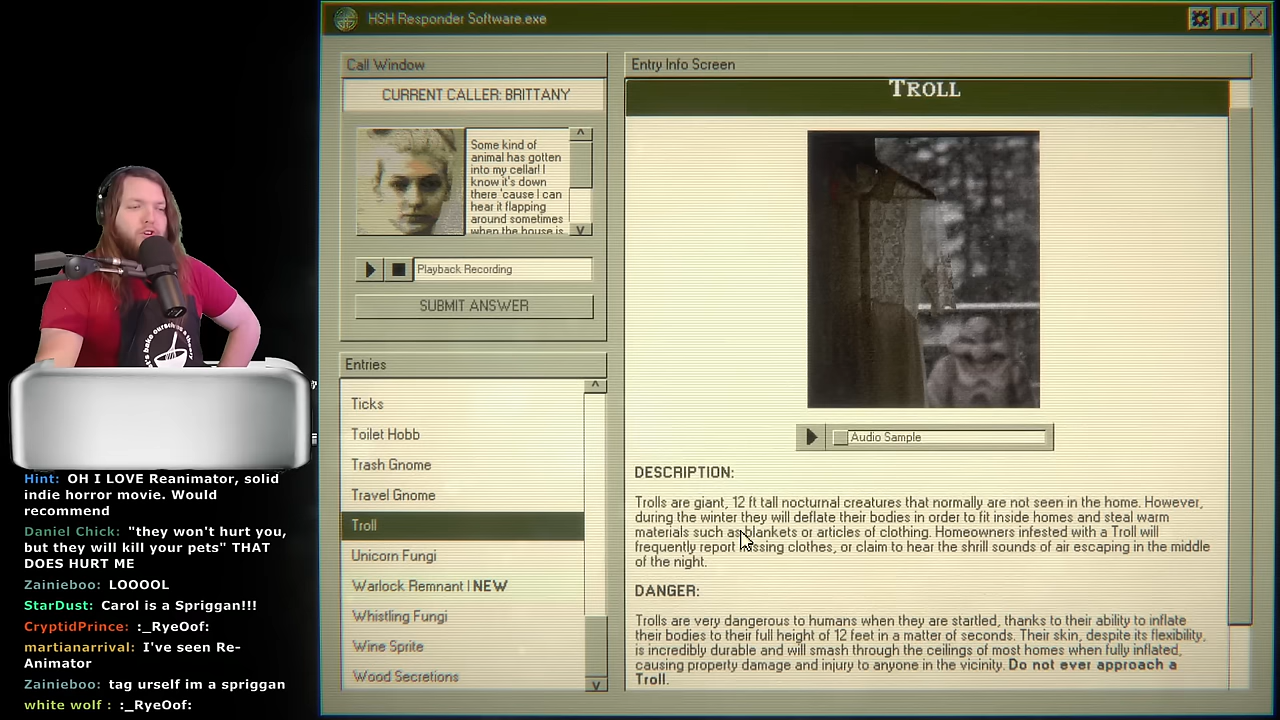 HSH Responder Software.exe
Call Window
CURRENT CALLER: BRITTANY
Some kind of
animal has gotten
into my cellar! I
know it's down
there 'cause I can
hear it flapping
around sometimes
when the house is
Playback Recording
SUBMIT ANSWER
Entries
Ticks
Toilet Hobb
Trash Gnome
Travel Gnome
Troll
Unicorn Fungi
Warlock Remnant | NEW
Whistling Fungi
Wine Sprite
Wood Secretions
Entry Info Screen
TROLL
Audio Sample
DESCRIPTION:
Trolls are giant, 12 ft tall nocturnal creatures that normally are not seen in the home. However,
during the winter they will deflate their bodies in order to fit inside homes and steal warm
materials such as blankets or articles of clothing. Homeowners infested with a Troll will
frequently report missing clothes, or claim to hear the shrill sounds of air escaping in the middle
of the night.
DANGER:
Trolls are very dangerous to humans when they are startled, thanks to their ability to inflate
their bodies to their full height of 12 feet in a matter of seconds. Their skin, despite its flexibility,
is incredibly durable and will smash through the ceilings of most homes when fully inflated,
causing property damage and injury to anyone in the vicinity. Do not ever approach a
Troll.
Hint: OH I LOVE Reanimator, solid
indie horror movie. Would
recommend
Daniel Chick: "they won't hurt you,
but they will kill your pets" THAT
DOES HURT ME
Zainieboo: LOOOOL
StarDust: Carol is a Spriggan!!!
CryptidPrince: :_RyeOof:
martianarrival: I've seen Re-
Animator
Zainieboo: tag urself im a spriggan
white wolf : :_RyeOof: